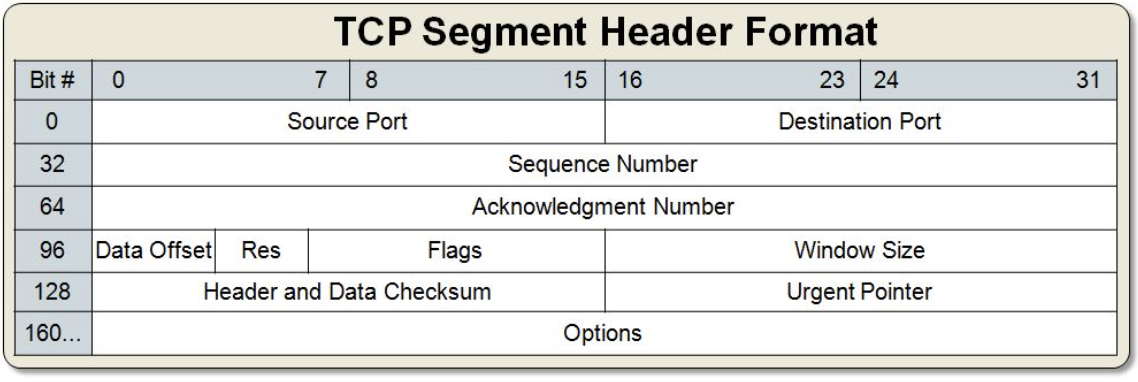 TCP Segment Header Format
Bit # 0 7 8 15 16 23 24 31
0 Source Port Destination Port
32 Sequence Number
64 Acknowledgment Number
96 Data Offset Res Flags Window Size
128 Header and Data Checksum Urgent Pointer
160... Options